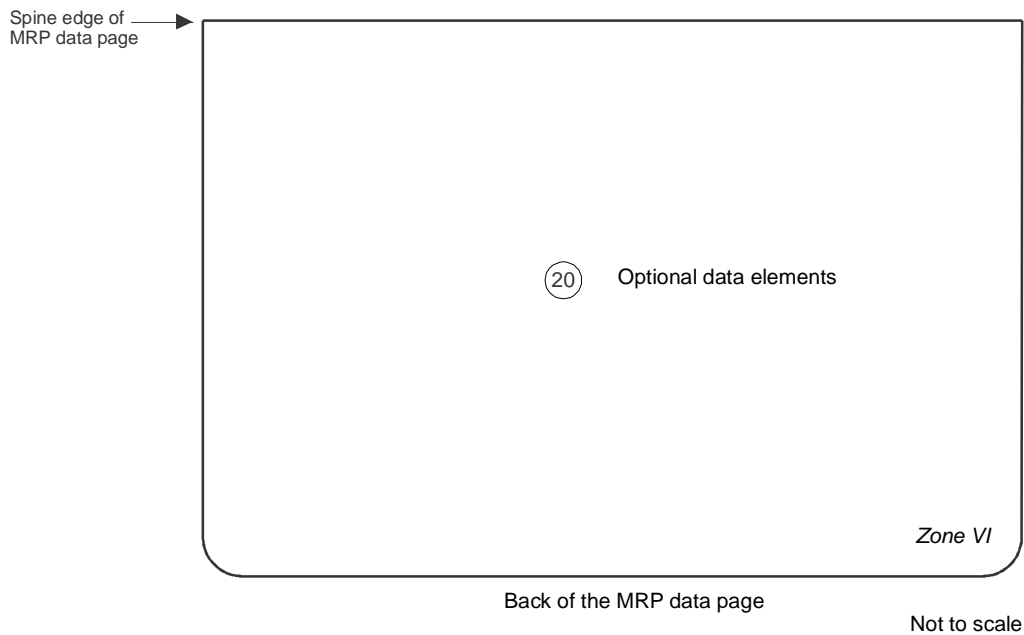 Spine edge of
MRP data page
20
Optional data elements
Zone VI
Back of the MRP data page
Not to scale